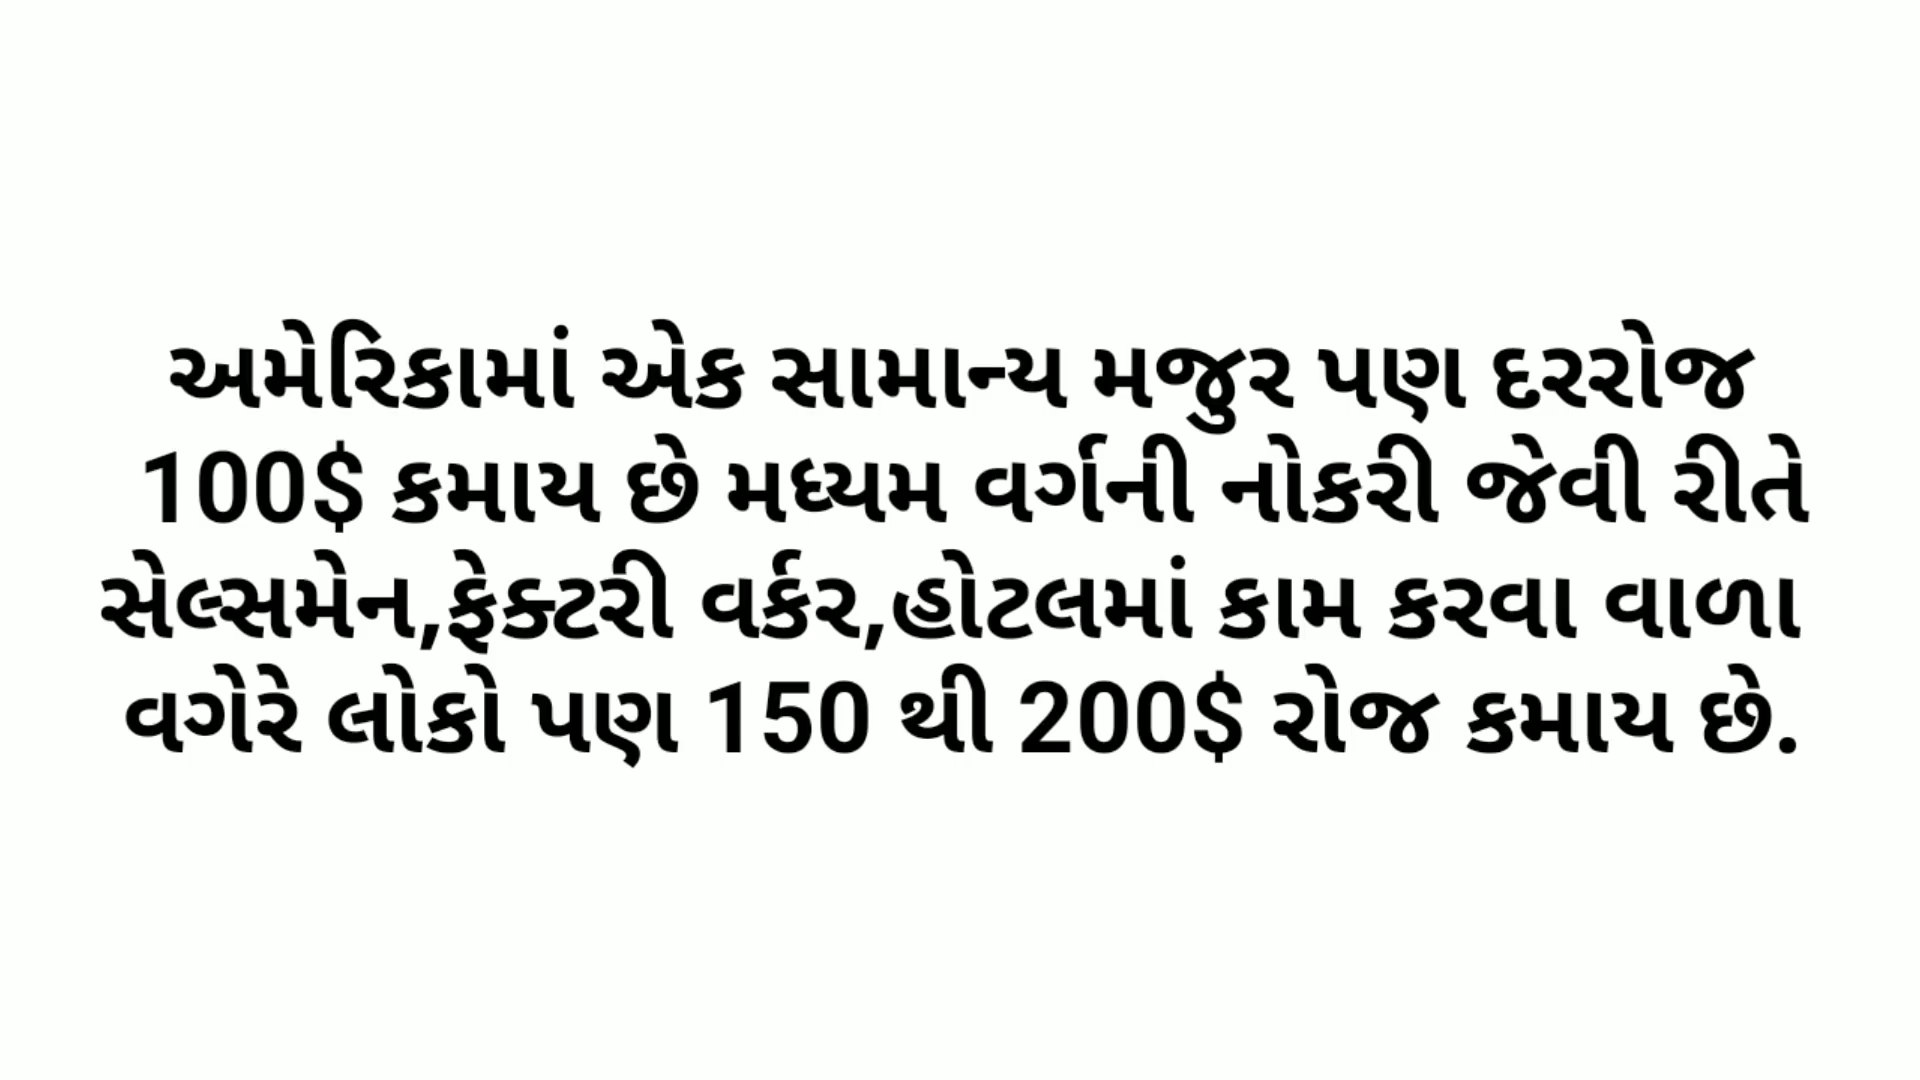 અમેરિકામાં એક સામાન્ય મજુર પણ દરરોજ
100$ કમાય છે મધ્યમ વર્ગની નોકરી જેવી રીતે
સેલ્સમેન,ફેક્ટરી વર્કર,હોટલમાં કામ કરવા વાળા
વગેરે લોકો પણ 150 થી 200$ રોજ કમાય છે.